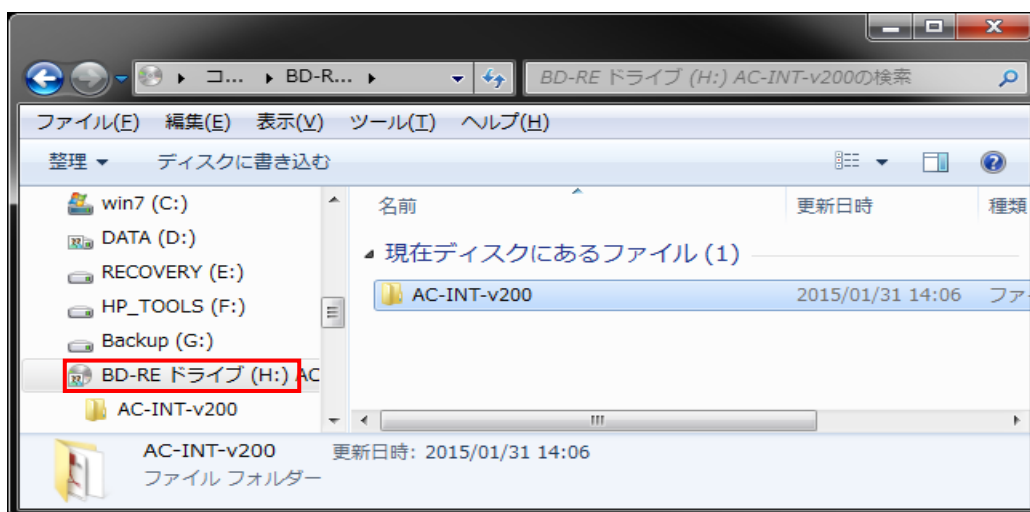 コ... BD-R... BD-RE ドライブ (H:) AC-INT-v200の検索
ファイル(F) 編集(E) 表示(V) ツール(T) ヘルプ(H)
整理 ディスクに書き込む
win7 (C:)
DATA (D:)
RECOVERY (E:)
HP_TOOLS (F:)
Backup (G:)
BD-RE ドライブ (H:) AC
AC-INT-v200
名前 更新日時 種類
現在ディスクにあるファイル (1)
AC-INT-v200 2015/01/31 14:06 ファ
AC-INT-v200 更新日時: 2015/01/31 14:06
ファイル フォルダー